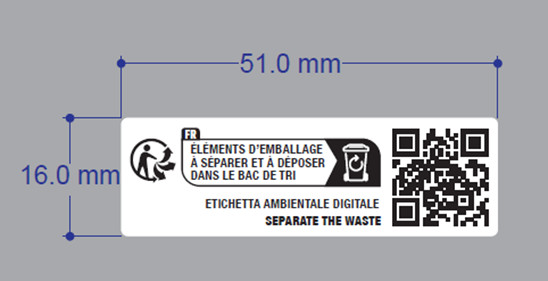 51.0 mm
16.0 mm
FR
ÉLÉMENTS D'EMBALLAGE
À SÉPARER ET À DÉPOSER
DANS LE BAC DE TRI
ETICHETTA AMBIENTALE DIGITALE
SEPARATE THE WASTE